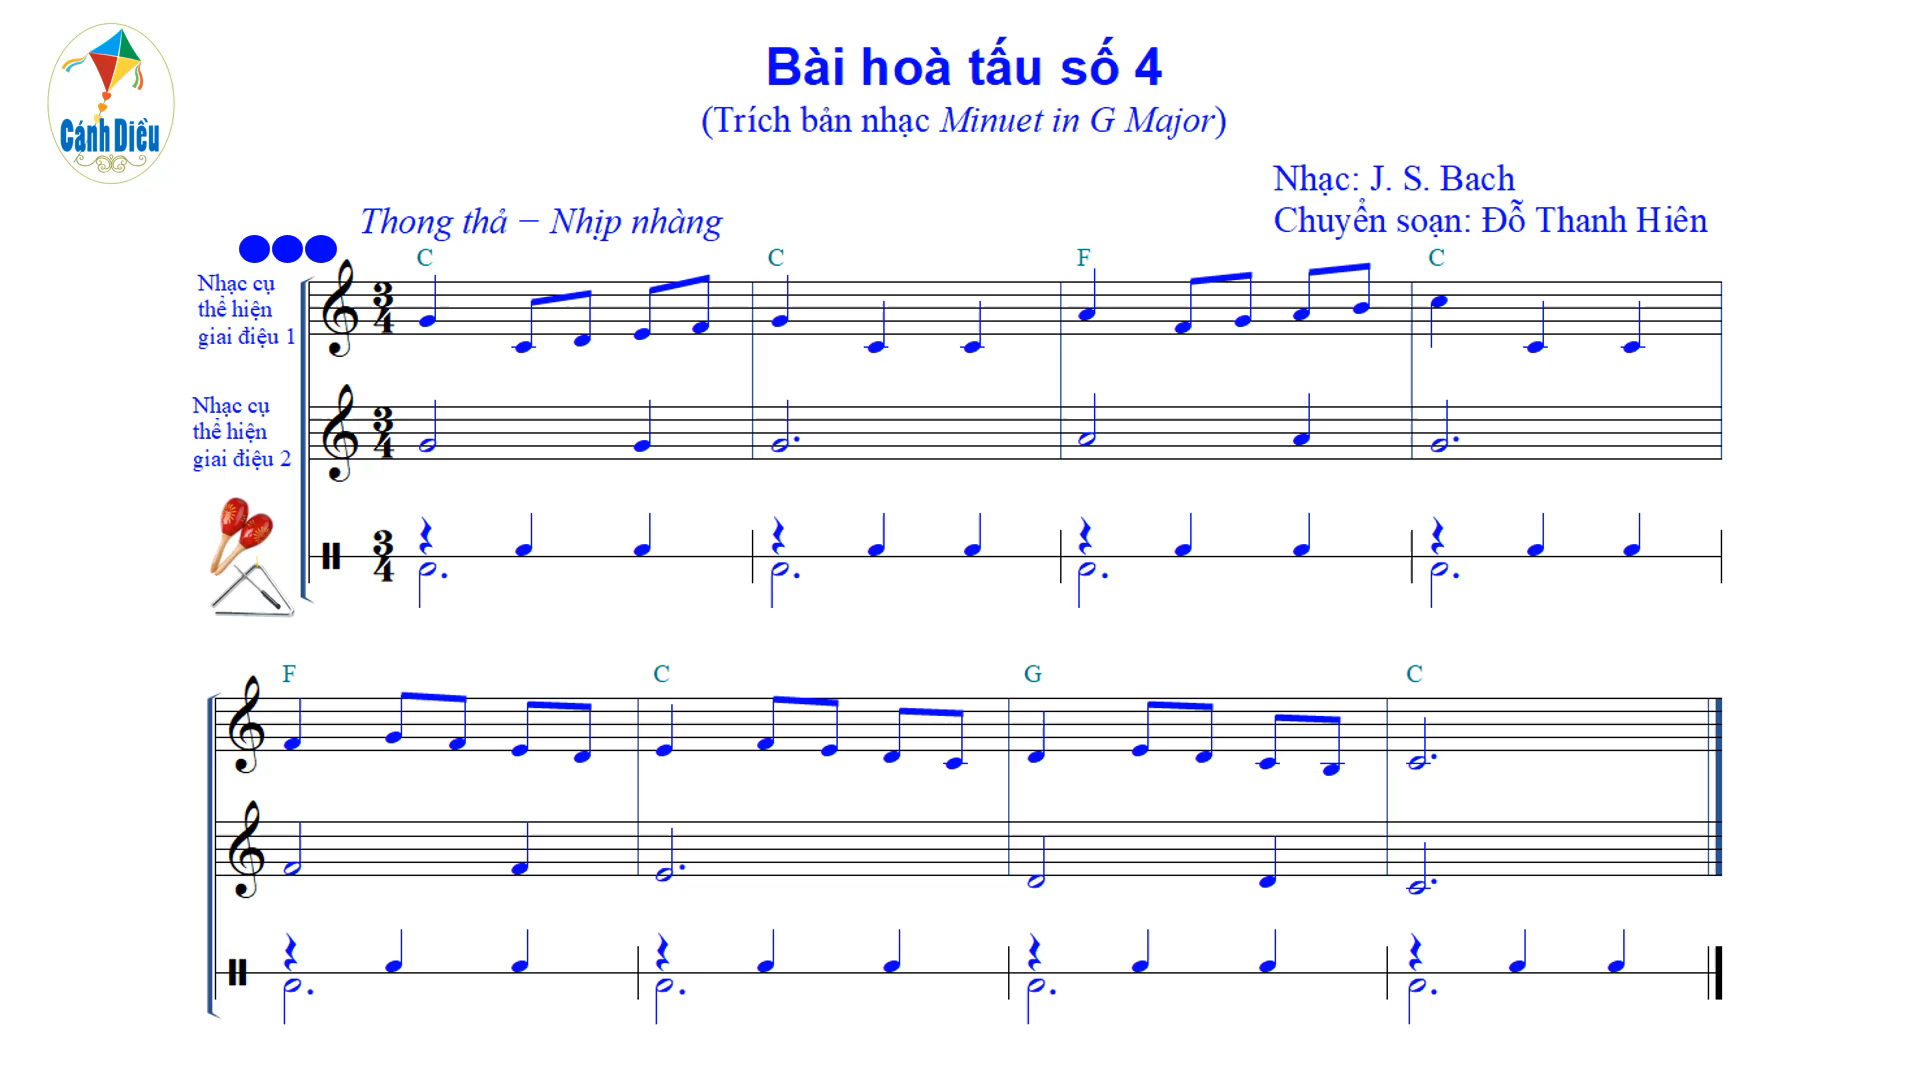 Cánh Diều
Bài hoà tấu số 4
(Trích bản nhạc Minuet in G Major)
Nhạc: J. S. Bach
Chuyển soạn: Đỗ Thanh Hiên
Thong thả – Nhịp nhàng
C C F C
Nhạc cụ
thể hiện
giai điệu 1
3
4
Nhạc cụ
thể hiện
giai điệu 2
3
4
3
4
F C G C